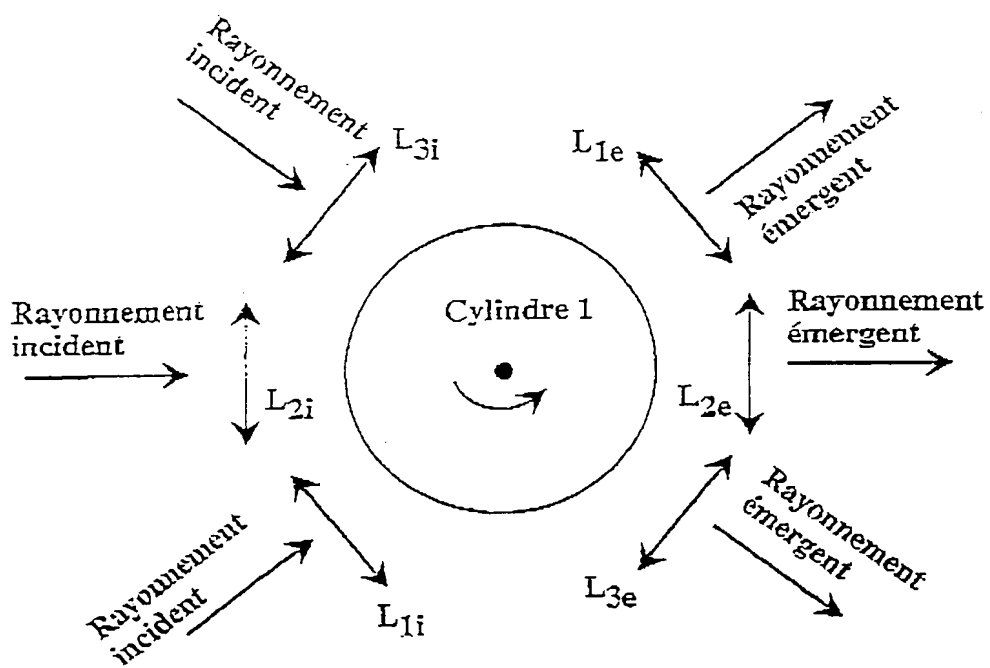 Rayonnement
incident
L3i
L1e
Rayonnement
émergent
Rayonnement
incident
Cylindre 1
Rayonnement
émergent
L2i
L2e
Rayonnement
incident
L1i
L3e
Rayonnement
émergent